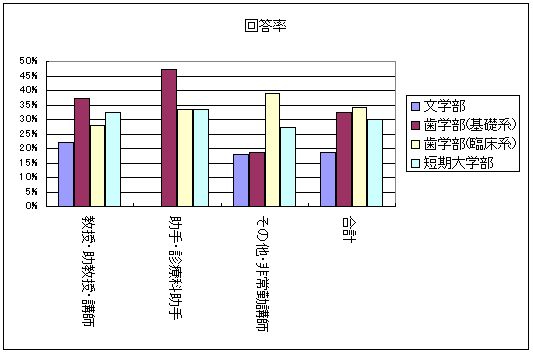 回答率
50%
45%
40%
35%
30%
25%
20%
15%
10%
5%
0%
教授・助教授・講師
助手・診療科助手
その他・非常勤講師
合計
文学部
歯学部(基礎系)
歯学部(臨床系)
短期大学部